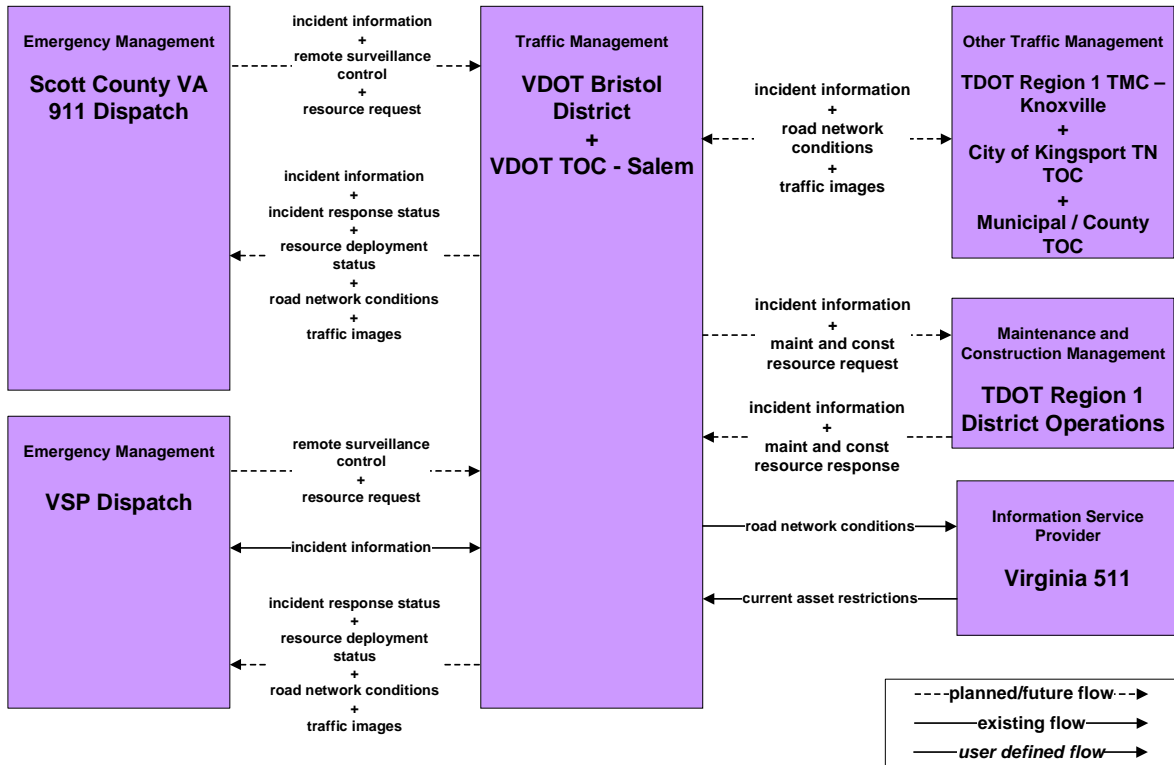 Emergency Management
Scott County VA
911 Dispatch
incident information
+
remote surveillance
control
+
resource request
incident information
+
incident response status
+
resource deployment
status
+
road network conditions
+
traffic images
Emergency Management
VSP Dispatch
remote surveillance
control
+
resource request
incident information
incident response status
+
resource deployment
status
+
road network conditions
+
traffic images
Traffic Management
VDOT Bristol
District
+
VDOT TOC - Salem
incident information
+
road network
conditions
+
traffic images
Other Traffic Management
TDOT Region 1 TMC –
Knoxville
+
City of Kingsport TN
TOC
+
Municipal / County
TOC
incident information
+
maint and const
resource request
incident information
+
maint and const
resource response
Maintenance and
Construction Management
TDOT Region 1
District Operations
road network conditions
current asset restrictions
Information Service
Provider
Virginia 511
planned/future flow
existing flow
user defined flow